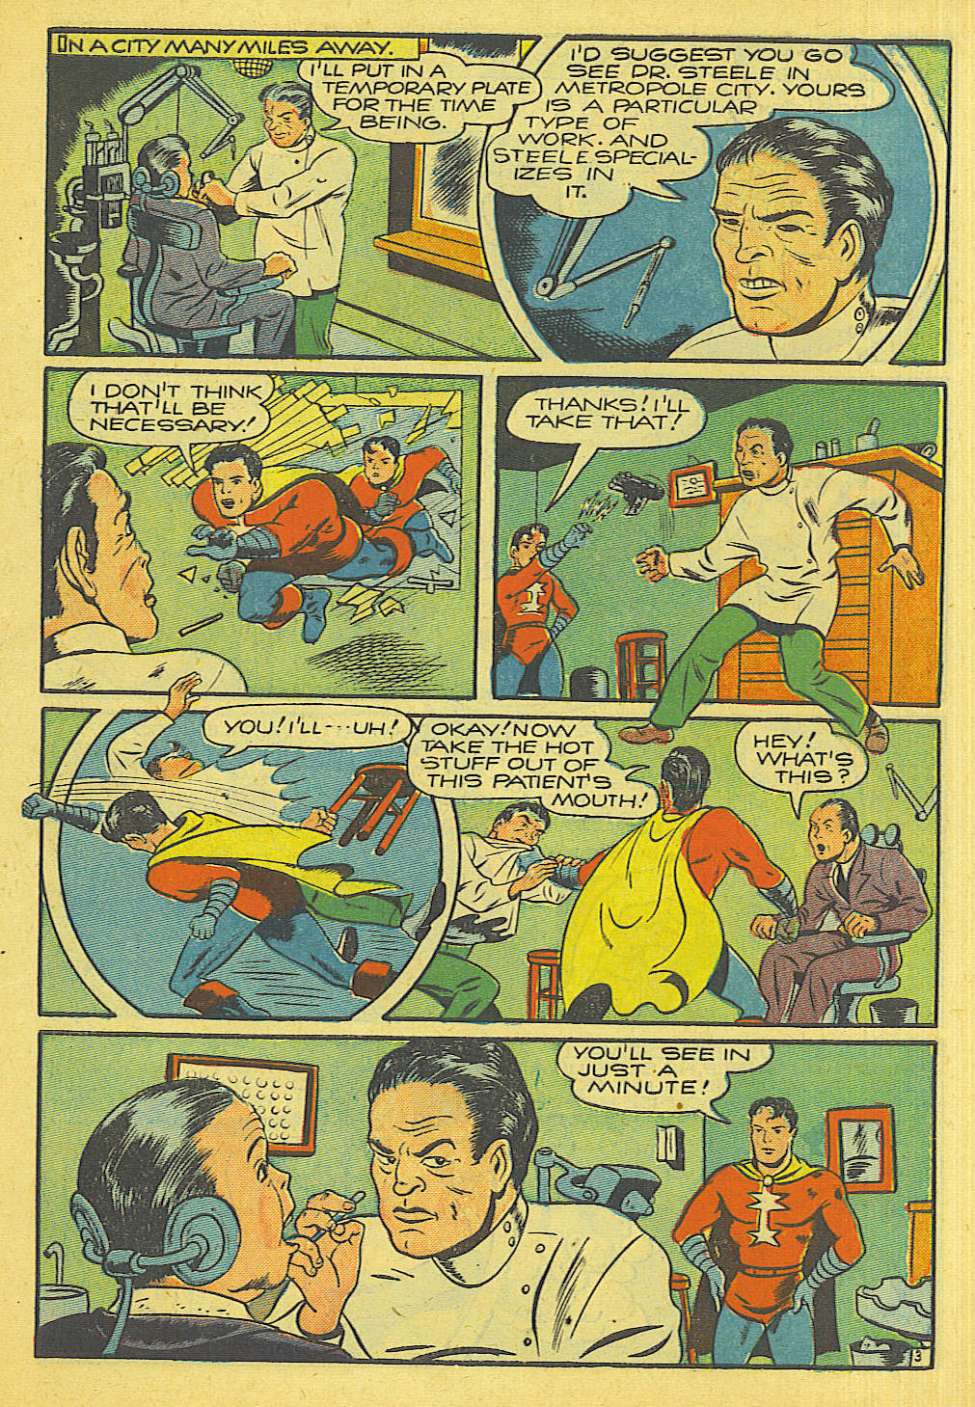 IN A CITY MANY MILES AWAY.
I'LL PUT IN A
TEMPORARY PLATE
FOR THE TIME
BEING.
I'D SUGGEST YOU GO
SEE DR. STEELE IN
METROPOLE CITY. YOURS
IS A PARTICULAR
TYPE OF
WORK. AND
STEELE SPECIAL-
IZES IN
IT.
I DON'T THINK
THAT'LL BE
NECESSARY!
THANKS! I'LL
TAKE THAT!
YOU! I'LL---UH!
OKAY! NOW
TAKE THE HOT
STUFF OUT OF
THIS PATIENT'S
MOUTH!
HEY!
WHAT'S
THIS?
YOU'LL SEE IN
JUST A
MINUTE!
3